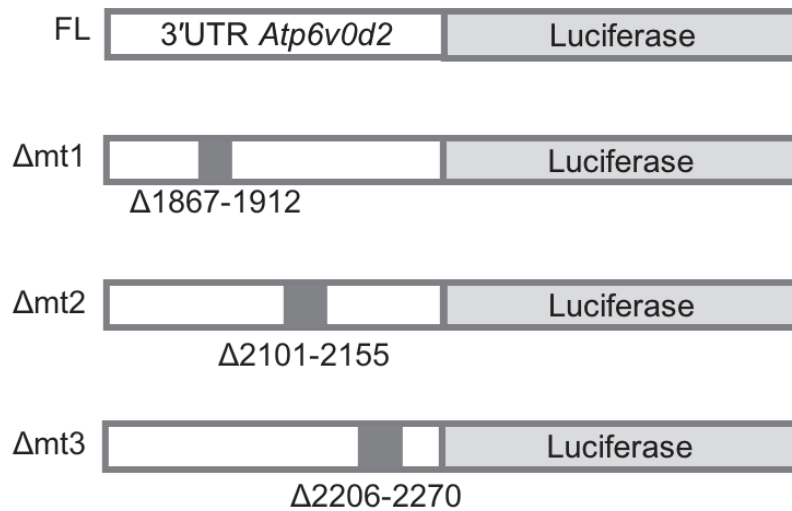 FL 3'UTR Atp6v0d2 Luciferase
Δmt1 Luciferase
Δ1867-1912
Δmt2 Luciferase
Δ2101-2155
Δmt3 Luciferase
Δ2206-2270